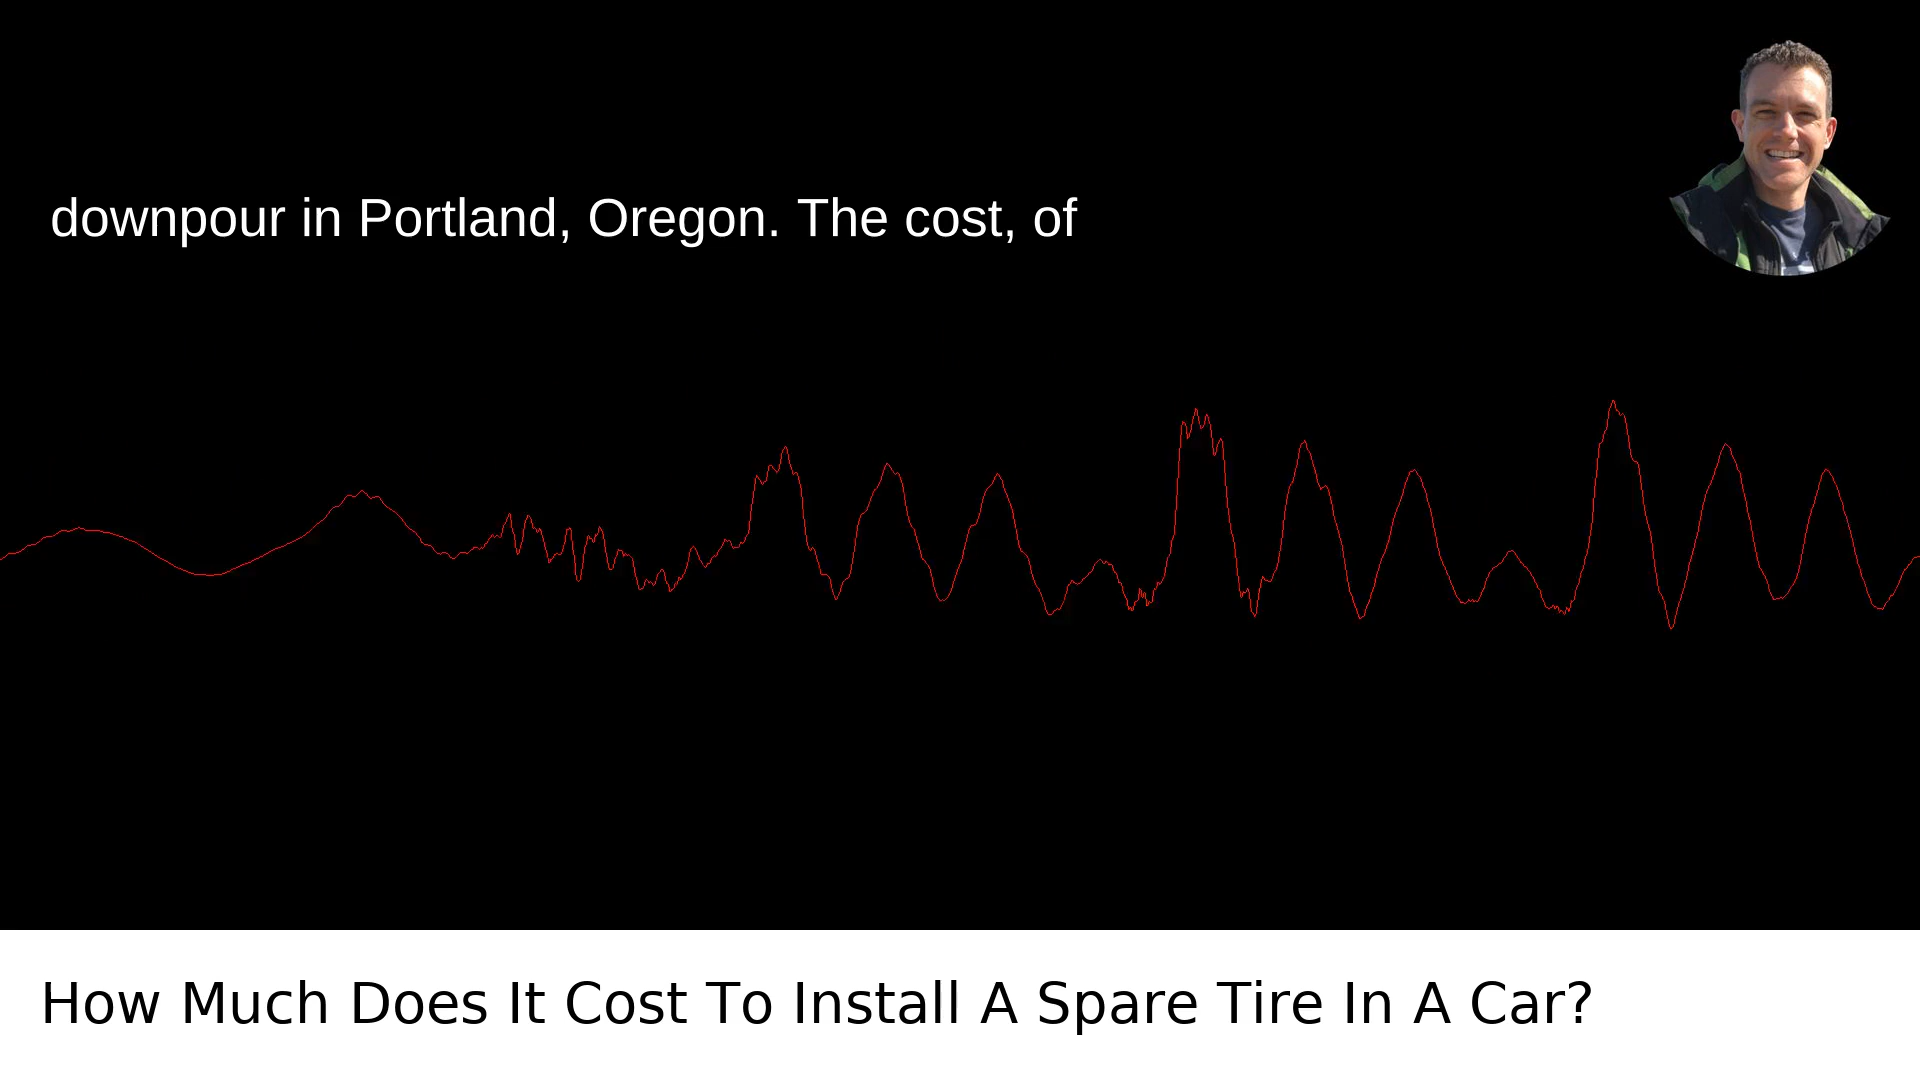 downpour in Portland, Oregon. The cost, of
How Much Does It Cost To Install A Spare Tire In A Car?